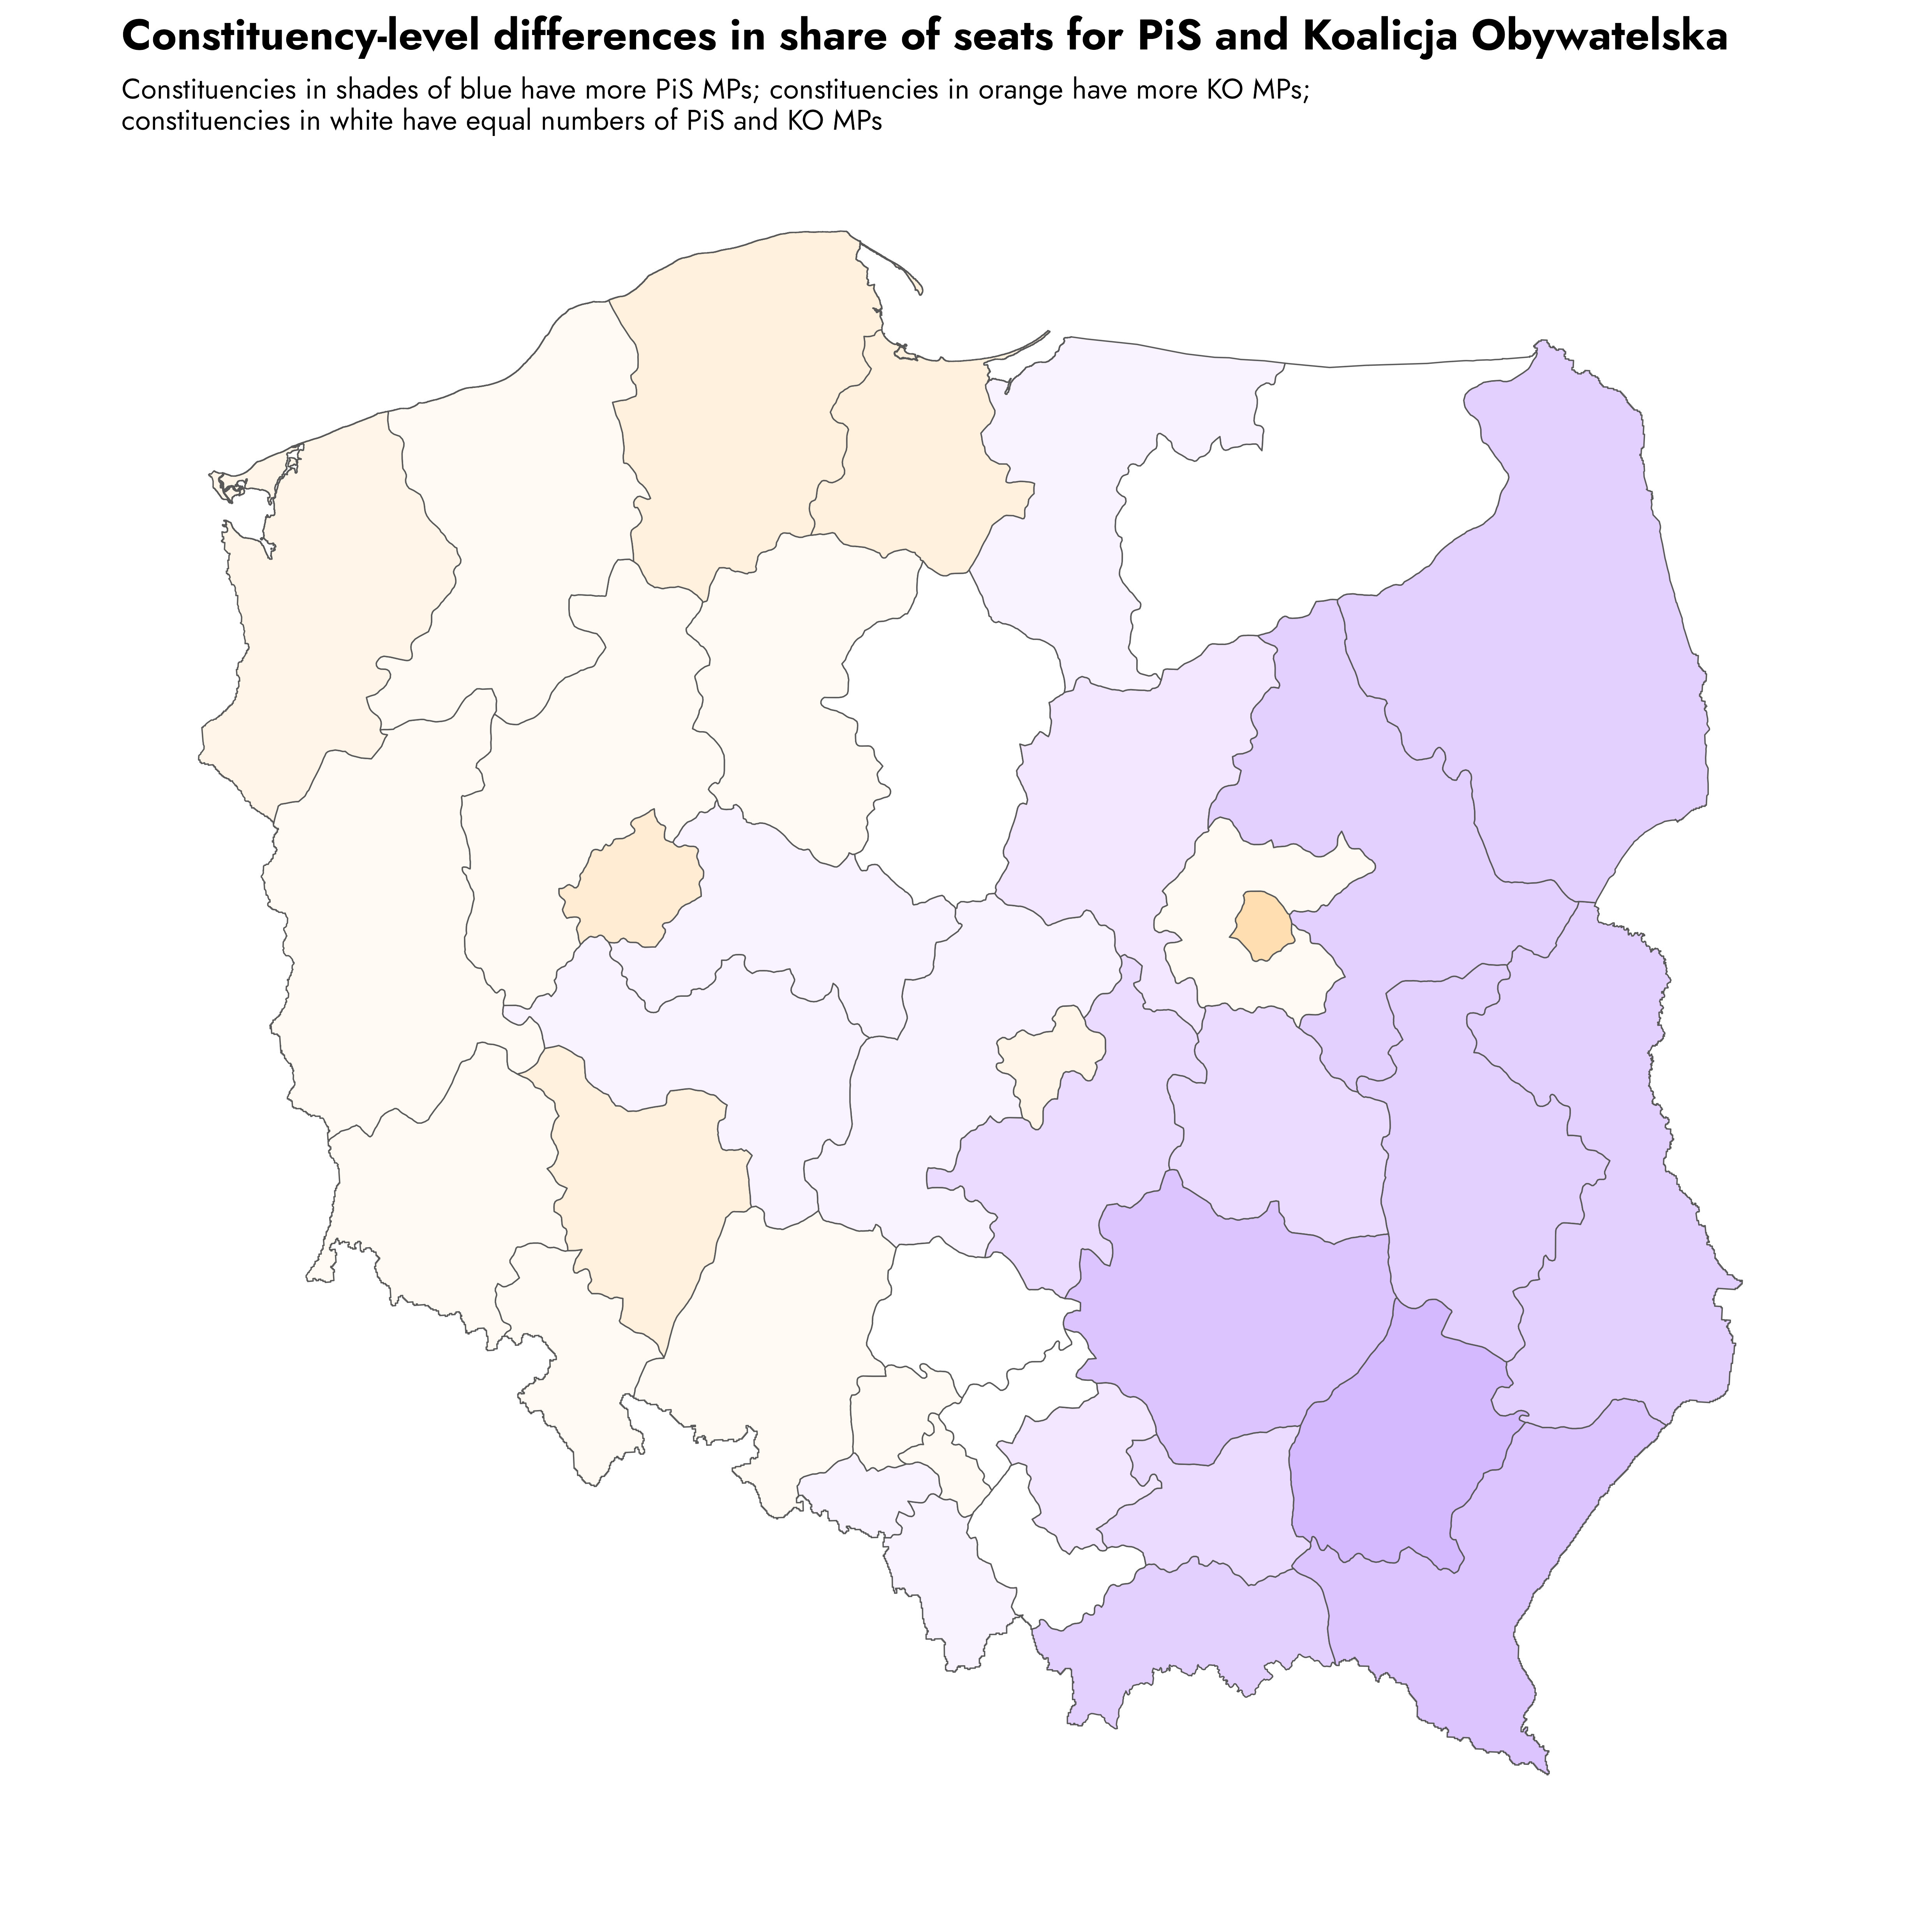 Constituency-level differences in share of seats for PiS and Koalicja Obywatelska
Constituencies in shades of blue have more PiS MPs; constituencies in orange have more KO MPs;
constituencies in white have equal numbers of PiS and KO MPs